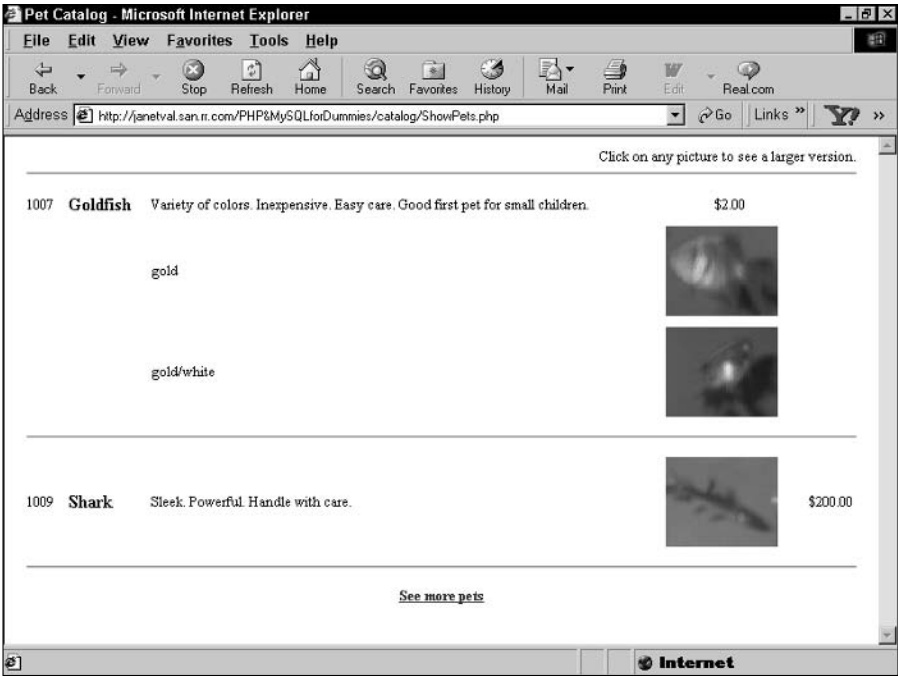 Pet Catalog - Microsoft Internet Explorer
File Edit View Favorites Tools Help
Back Forward Stop Refresh Home Search Favorites History Mail Print Edit Real.com
Address http://janetval.san.rr.com/PHP&MySQLforDummies/catalog/ShowPets.php Go Links » Y! »
Click on any picture to see a larger version.
1007 Goldfish Variety of colors. Inexpensive. Easy care. Good first pet for small children. $2.00
gold
gold/white
1009 Shark Sleek. Powerful. Handle with care. $200.00
See more pets
Internet